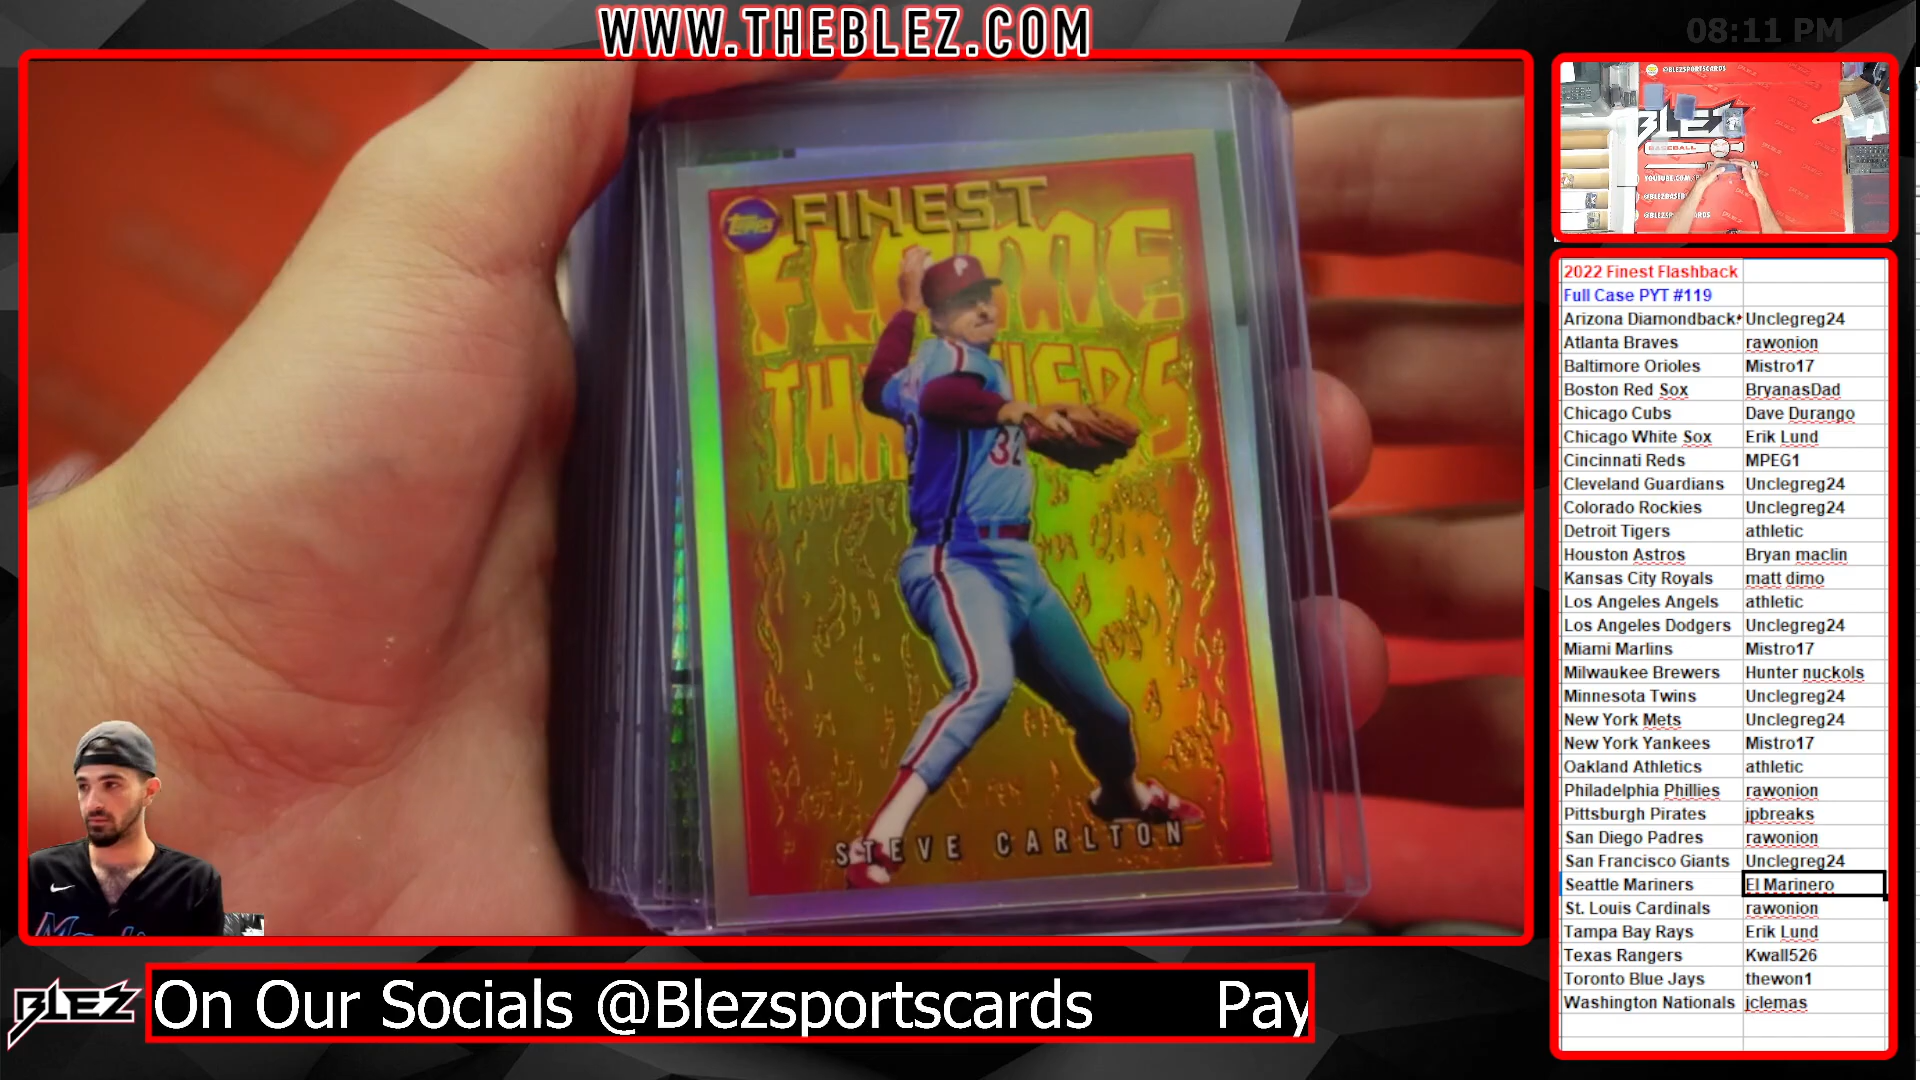 WWW.THEBLEZ.COM
08:11 PM
Topps
FINEST
FLAME
THROWERS
P
32
STEVE CARLTON
@BLEZSPORTSCARDS
BLEZ
BASEBALL
2022 Finest Flashback
Full Case PYT #119
Arizona Diamondback Unclegreg24
Atlanta Braves rawonion
Baltimore Orioles Mistro17
Boston Red Sox BryanasDad
Chicago Cubs Dave Durango
Chicago White Sox Erik Lund
Cincinnati Reds MPEG1
Cleveland Guardians Unclegreg24
Colorado Rockies Unclegreg24
Detroit Tigers athletic
Houston Astros Bryan maclin
Kansas City Royals matt dimo
Los Angeles Angels athletic
Los Angeles Dodgers Unclegreg24
Miami Marlins Mistro17
Milwaukee Brewers Hunter nuckols
Minnesota Twins Unclegreg24
New York Mets Unclegreg24
New York Yankees Mistro17
Oakland Athletics athletic
Philadelphia Phillies rawonion
Pittsburgh Pirates jpbreaks
San Diego Padres rawonion
San Francisco Giants Unclegreg24
Seattle Mariners El Marinero
St. Louis Cardinals rawonion
Tampa Bay Rays Erik Lund
Texas Rangers Kwall526
Toronto Blue Jays thewon1
Washington Nationals jclemas
BLEZ
On Our Socials @Blezsportscards Pay